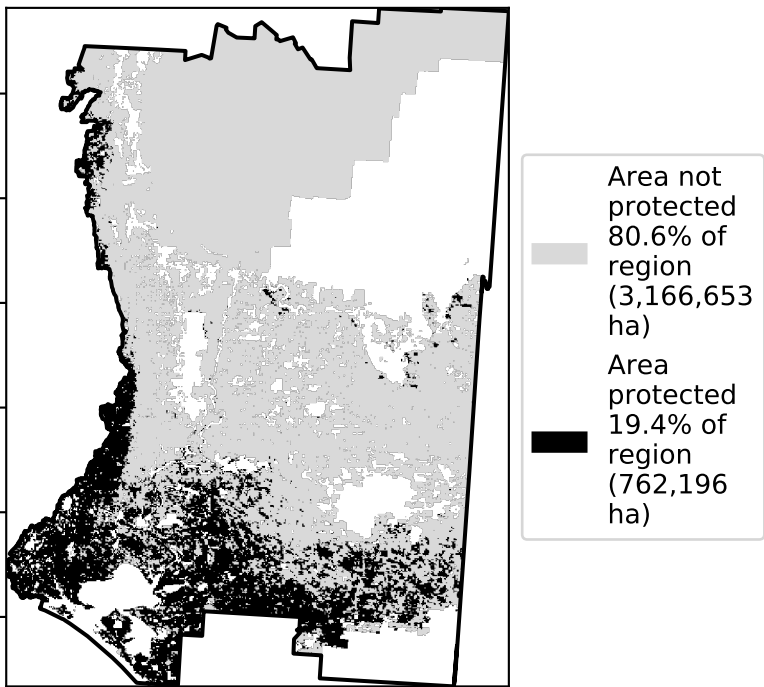 Area not
protected
80.6% of
region
(3,166,653
ha)
Area
protected
19.4% of
region
(762,196
ha)